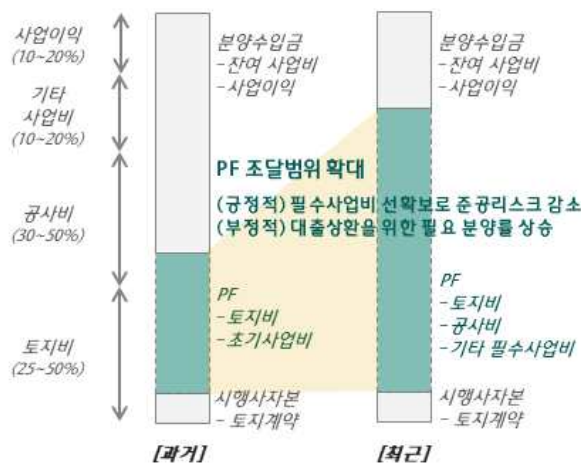 사업이익
(10~20%)
기타
사업비
(10~20%)
공사비
(30~50%)
토지비
(25~50%)
분양수입금
-잔여 사업비
-사업이익
PF
-토지비
-초기사업비
시행사자본
-토지계약
[과거]
PF 조달범위 확대
(긍정적) 필수사업비 선확보로 준공리스크 감소
(부정적) 대출상환을 위한 필요 분양률 상승
분양수입금
-잔여 사업비
-사업이익
PF
-토지비
-공사비
-기타 필수사업비
시행사자본
-토지계약
[최근]